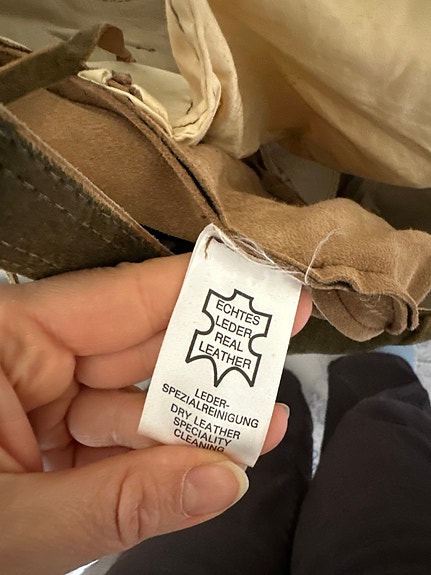 ECHTES
LEDER
REAL
LEATHER
LEDER-
SPEZIALREINIGUNG
DRY LEATHER
SPECIALITY
CLEANING